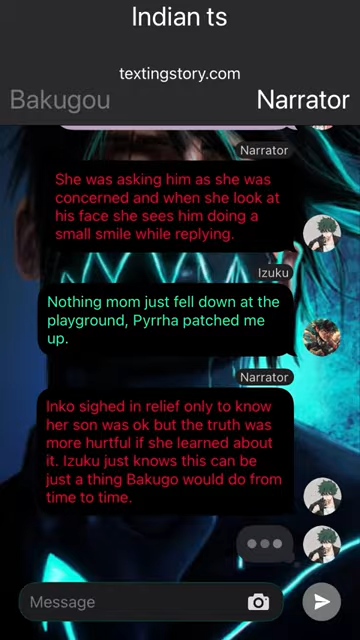 Indian ts
textingstory.com
Bakugou
Narrator
Narrator
She was asking him as she was
concerned and when she look at
his face she sees him doing a
small smile while replying.
Izuku
Nothing mom just fell down at the
playground, Pyrrha patched me
up.
Narrator
Inko sighed in relief only to know
her son was ok but the truth was
more hurtful if she learned about
it. Izuku just knows this can be
just a thing Bakugo would do from
time to time.
Message